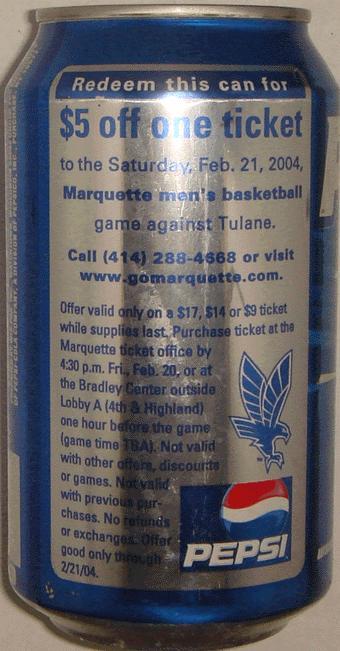 Redeem this can for
$5 off one ticket
to the Saturday, Feb. 21, 2004,
Marquette men's basketball
game against Tulane.
Call (414) 288-4668 or visit
www.gomarquette.com.
Offer valid only on a $17, $14 or $9 ticket
while supplies last. Purchase ticket at the
Marquette ticket office by
4:30 p.m. Fri., Feb. 20, or at
the Bradley Center outside
Lobby A (4th & Highland)
one hour before the game
(game time TBA). Not valid
with other offers, discounts
or games. Not valid
with previous pur-
chases. No refunds
or exchanges. Offer
good only through
2/21/04.
PEPSI